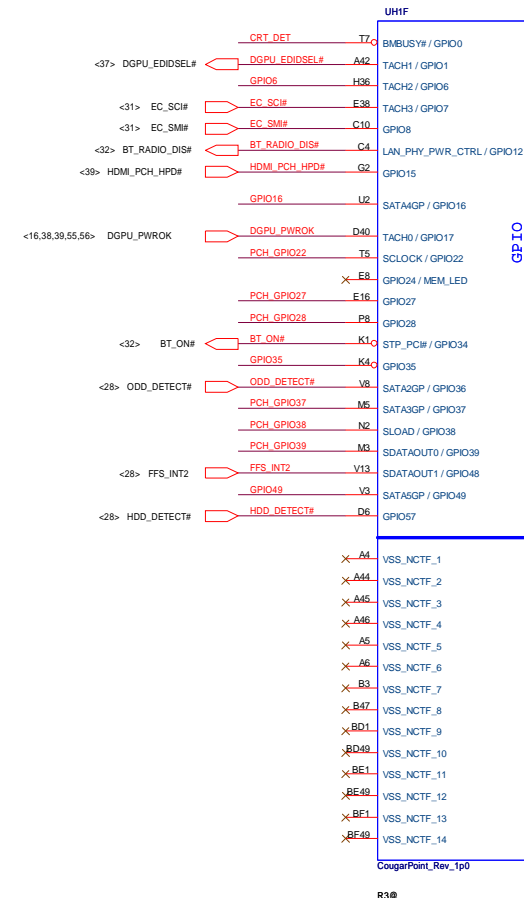 UH1F
CRT_DET T7 BMBUSY# / GPIO0
<37> DGPU_EDIDSEL# DGPU_EDIDSEL# A42 TACH1 / GPIO1
GPIO6 H36 TACH2 / GPIO6
<31> EC_SCI# EC_SCI# E38 TACH3 / GPIO7
<31> EC_SMI# EC_SMI# C10 GPIO8
<32> BT_RADIO_DIS# BT_RADIO_DIS# C4 LAN_PHY_PWR_CTRL / GPIO12
<39> HDMI_PCH_HPD# HDMI_PCH_HPD# G2 GPIO15
GPIO16 U2 SATA4GP / GPIO16
<16,38,39,55,56> DGPU_PWROK DGPU_PWROK D40 TACH0 / GPIO17
GPIO
PCH_GPIO22 T5 SCLOCK / GPIO22
E8 GPIO24 / MEM_LED
PCH_GPIO27 E16 GPIO27
PCH_GPIO28 P8 GPIO28
<32> BT_ON# BT_ON# K1 STP_PCI# / GPIO34
GPIO35 K4 GPIO35
<28> ODD_DETECT# ODD_DETECT# V8 SATA2GP / GPIO36
PCH_GPIO37 M5 SATA3GP / GPIO37
PCH_GPIO38 N2 SLOAD / GPIO38
PCH_GPIO39 M3 SDATAOUT0 / GPIO39
<28> FFS_INT2 FFS_INT2 V13 SDATAOUT1 / GPIO48
GPIO49 V3 SATA5GP / GPIO49
<28> HDD_DETECT# HDD_DETECT# D6 GPIO57
A4 VSS_NCTF_1
A44 VSS_NCTF_2
A45 VSS_NCTF_3
A46 VSS_NCTF_4
A5 VSS_NCTF_5
A6 VSS_NCTF_6
B3 VSS_NCTF_7
B47 VSS_NCTF_8
BD1 VSS_NCTF_9
BD49 VSS_NCTF_10
BE1 VSS_NCTF_11
BE49 VSS_NCTF_12
BF1 VSS_NCTF_13
BF49 VSS_NCTF_14
CougarPoint_Rev_1p0
R3@